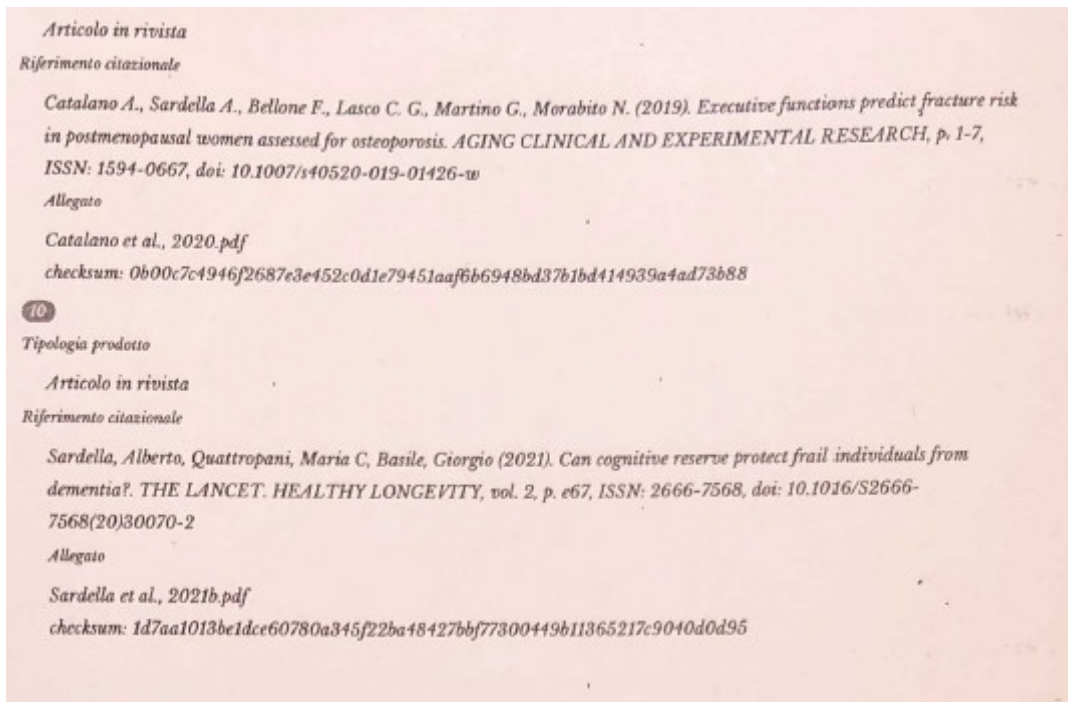 Articolo in rivista
Riferimento citazionale
Catalano A., Sardella A., Bellone F., Lasco C. G., Martino G., Morabito N. (2019). Executive functions predict fracture risk
in postmenopausal women assessed for osteoporosis. AGING CLINICAL AND EXPERIMENTAL RESEARCH, p. 1-7,
ISSN: 1594-0667, doi: 10.1007/s40520-019-01426-w
Allegato
Catalano et al., 2020.pdf
checksum: 0b00c7c4946f2687e3e452c0d1e79451aaf6b6948bd37b1bd414939a4ad73b88
10
Tipologia prodotto
Articolo in rivista
Riferimento citazionale
Sardella, Alberto, Quattropani, Maria C, Basile, Giorgio (2021). Can cognitive reserve protect frail individuals from
dementia?. THE LANCET. HEALTHY LONGEVITY, vol. 2, p. e67, ISSN: 2666-7568, doi: 10.1016/S2666-
7568(20)30070-2
Allegato
Sardella et al., 2021b.pdf
checksum: 1d7aa1013be1dce60780a345f22ba48427bbf77300449b11365217c9040d0d95